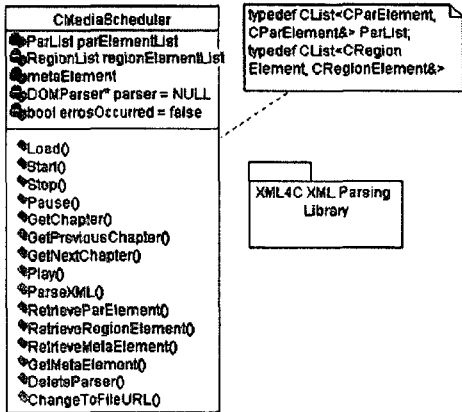 CMediaScheduler
ParList parElementList
RegionList regionElementList
metaElement
DOMParser* parser = NULL
bool errosOccurred = false
Load()
Start()
Stop()
Pause()
GetChapter()
GetPreviousChapter()
GetNextChapter()
Play()
ParseXML()
RetrieveParElement()
RetrieveRegionElement()
RetrieveMetaElement()
GetMetaElement()
DeleteParser()
ChangeToFileURL()
typedef CList<CParElement,
CParElement&> ParList;
typedef CList<CRegion
Element, CRegionElement&>
XML4C XML Parsing
Library